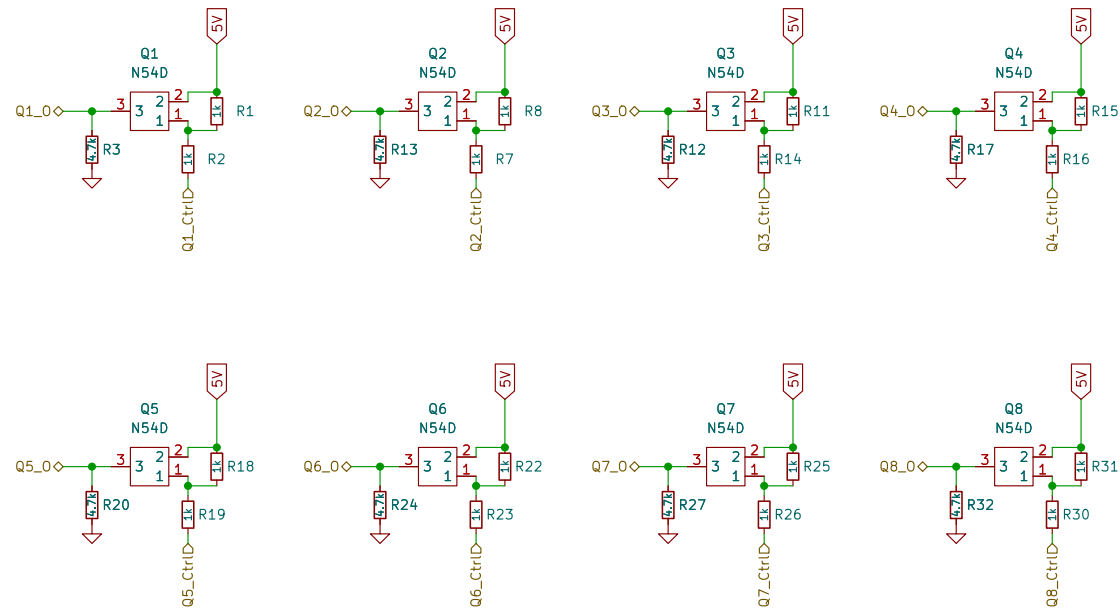 5V 5V 5V 5V
Q1 Q2 Q3 Q4
N54D N54D N54D N54D
Q1_O 3 3 2 1 2 1 1k R1
Q2_O 3 3 2 1 2 1 1k R8
Q3_O 3 3 2 1 2 1 1k R11
Q4_O 3 3 2 1 2 1 1k R15
4.7k R3 1k R2
4.7k R13 1k R7
4.7k R12 1k R14
4.7k R17 1k R16
Q1_Ctrl Q2_Ctrl Q3_Ctrl Q4_Ctrl
5V 5V 5V 5V
Q5 Q6 Q7 Q8
N54D N54D N54D N54D
Q5_O 3 3 2 1 2 1 1k R18
Q6_O 3 3 2 1 2 1 1k R22
Q7_O 3 3 2 1 2 1 1k R25
Q8_O 3 3 2 1 2 1 1k R31
4.7k R20 1k R19
4.7k R24 1k R23
4.7k R27 1k R26
4.7k R32 1k R30
Q5_Ctrl Q6_Ctrl Q7_Ctrl Q8_Ctrl